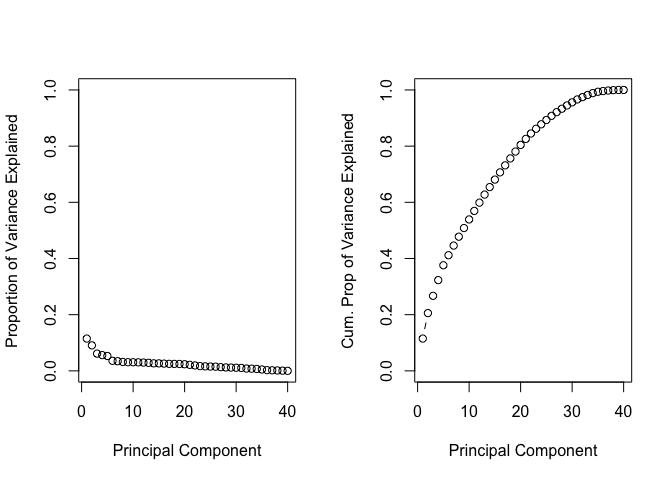 Proportion of Variance Explained
0.0 0.2 0.4 0.6 0.8 1.0
0 10 20 30 40
Principal Component
Cum. Prop of Variance Explained
0.0 0.2 0.4 0.6 0.8 1.0
0 10 20 30 40
Principal Component